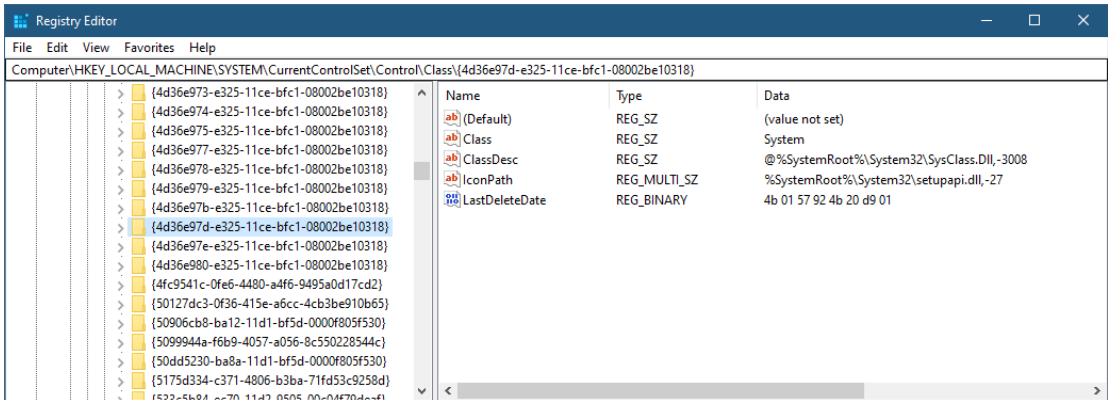 Registry Editor
File Edit View Favorites Help
Computer\HKEY_LOCAL_MACHINE\SYSTEM\CurrentControlSet\Control\Class\{4d36e97d-e325-11ce-bfc1-08002be10318}
{4d36e973-e325-11ce-bfc1-08002be10318}
{4d36e974-e325-11ce-bfc1-08002be10318}
{4d36e975-e325-11ce-bfc1-08002be10318}
{4d36e977-e325-11ce-bfc1-08002be10318}
{4d36e978-e325-11ce-bfc1-08002be10318}
{4d36e979-e325-11ce-bfc1-08002be10318}
{4d36e97b-e325-11ce-bfc1-08002be10318}
{4d36e97d-e325-11ce-bfc1-08002be10318}
{4d36e97e-e325-11ce-bfc1-08002be10318}
{4d36e980-e325-11ce-bfc1-08002be10318}
{4fc9541c-0fe6-4480-a4f6-9495a0d17cd2}
{50127dc3-0f36-415e-a6cc-4cb3be910b65}
{50906cb8-ba12-11d1-bf5d-0000f805f530}
{5099944a-f6b9-4057-a056-8c550228544c}
{50dd5230-ba8a-11d1-bf5d-0000f805f530}
{5175d334-c371-4806-b3ba-71fd53c9258d}
{533c5b84-ec70-11d2-9505-00c04f79deaf}
Name Type Data
(Default) REG_SZ (value not set)
Class REG_SZ System
ClassDesc REG_SZ @%SystemRoot%\System32\SysClass.Dll,-3008
IconPath REG_MULTI_SZ %SystemRoot%\System32\setupapi.dll,-27
LastDeleteDate REG_BINARY 4b 01 57 92 4b 20 d9 01